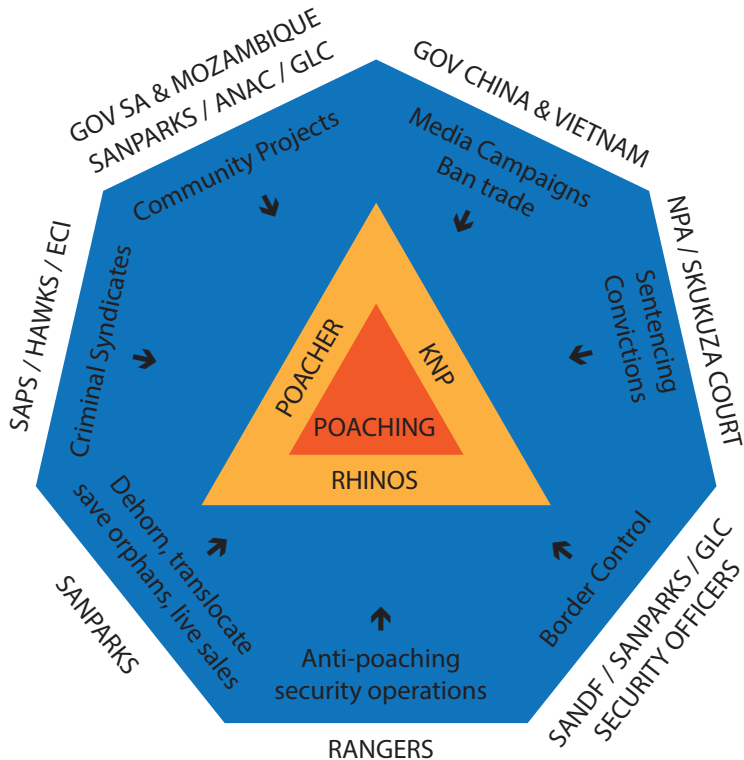 GOV SA & MOZAMBIQUE
SANPARKS / ANAC / GLC
GOV CHINA & VIETNAM
Community Projects
Media Campaigns
Ban trade
SAPS / HAWKS / ECI
Criminal Syndicates
NPA / SKUKUZA COURT
Sentencing
Convictions
POACHER
KNP
POACHING
RHINOS
SANPARKS
Dehorn, translocate
save orphans, live sales
Anti-poaching
security operations
RANGERS
Border Control
SANDF / SANPARKS / GLC
SECURITY OFFICERS